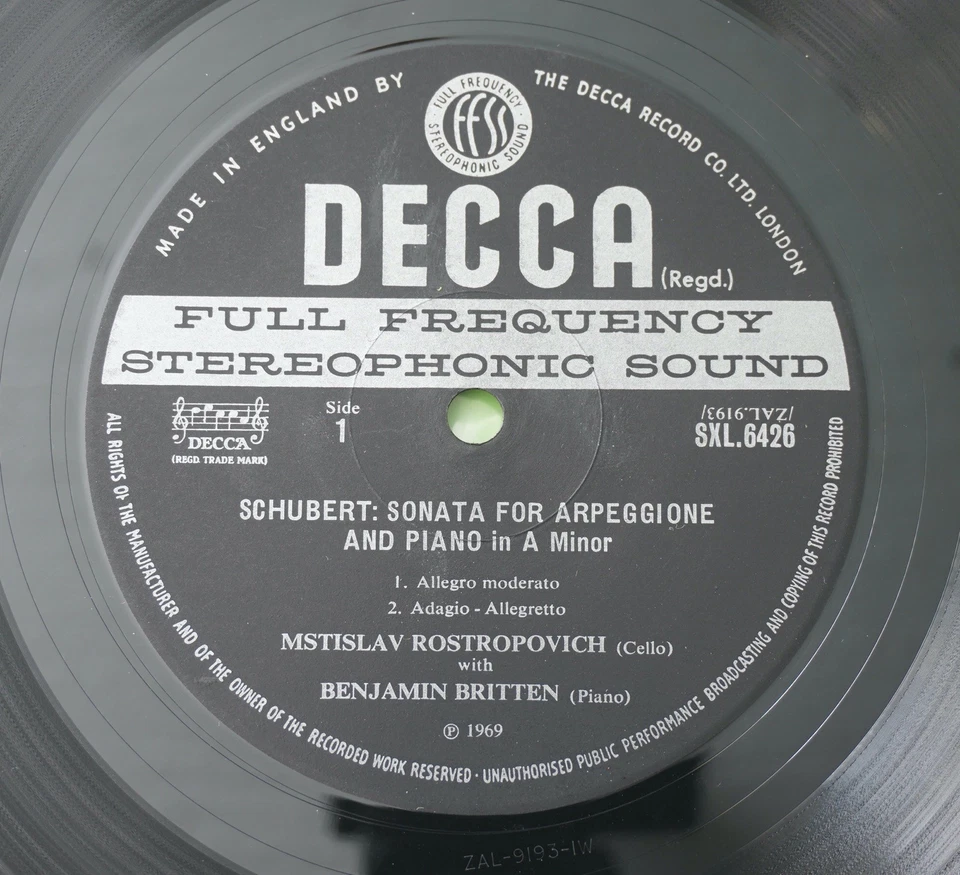 MADE IN ENGLAND BY
THE DECCA RECORD CO. LTD. LONDON
FULL FREQUENCY
FFSS
STEREOPHONIC SOUND
DECCA
(Regd.)
FULL FREQUENCY
STEREOPHONIC SOUND
DECCA
(REGD. TRADE MARK)
Side
1
/ZAL.9193/
SXL.6426
SCHUBERT: SONATA FOR ARPEGGIONE
AND PIANO in A Minor
1. Allegro moderato
2. Adagio - Allegretto
MSTISLAV ROSTROPOVICH (Cello)
with
BENJAMIN BRITTEN (Piano)
℗ 1969
ALL RIGHTS OF THE MANUFACTURER AND OF THE OWNER OF THE RECORDED WORK RESERVED · UNAUTHORISED PUBLIC PERFORMANCE BROADCASTING AND COPYING OF THIS RECORD PROHIBITED
ZAL-9193-1W